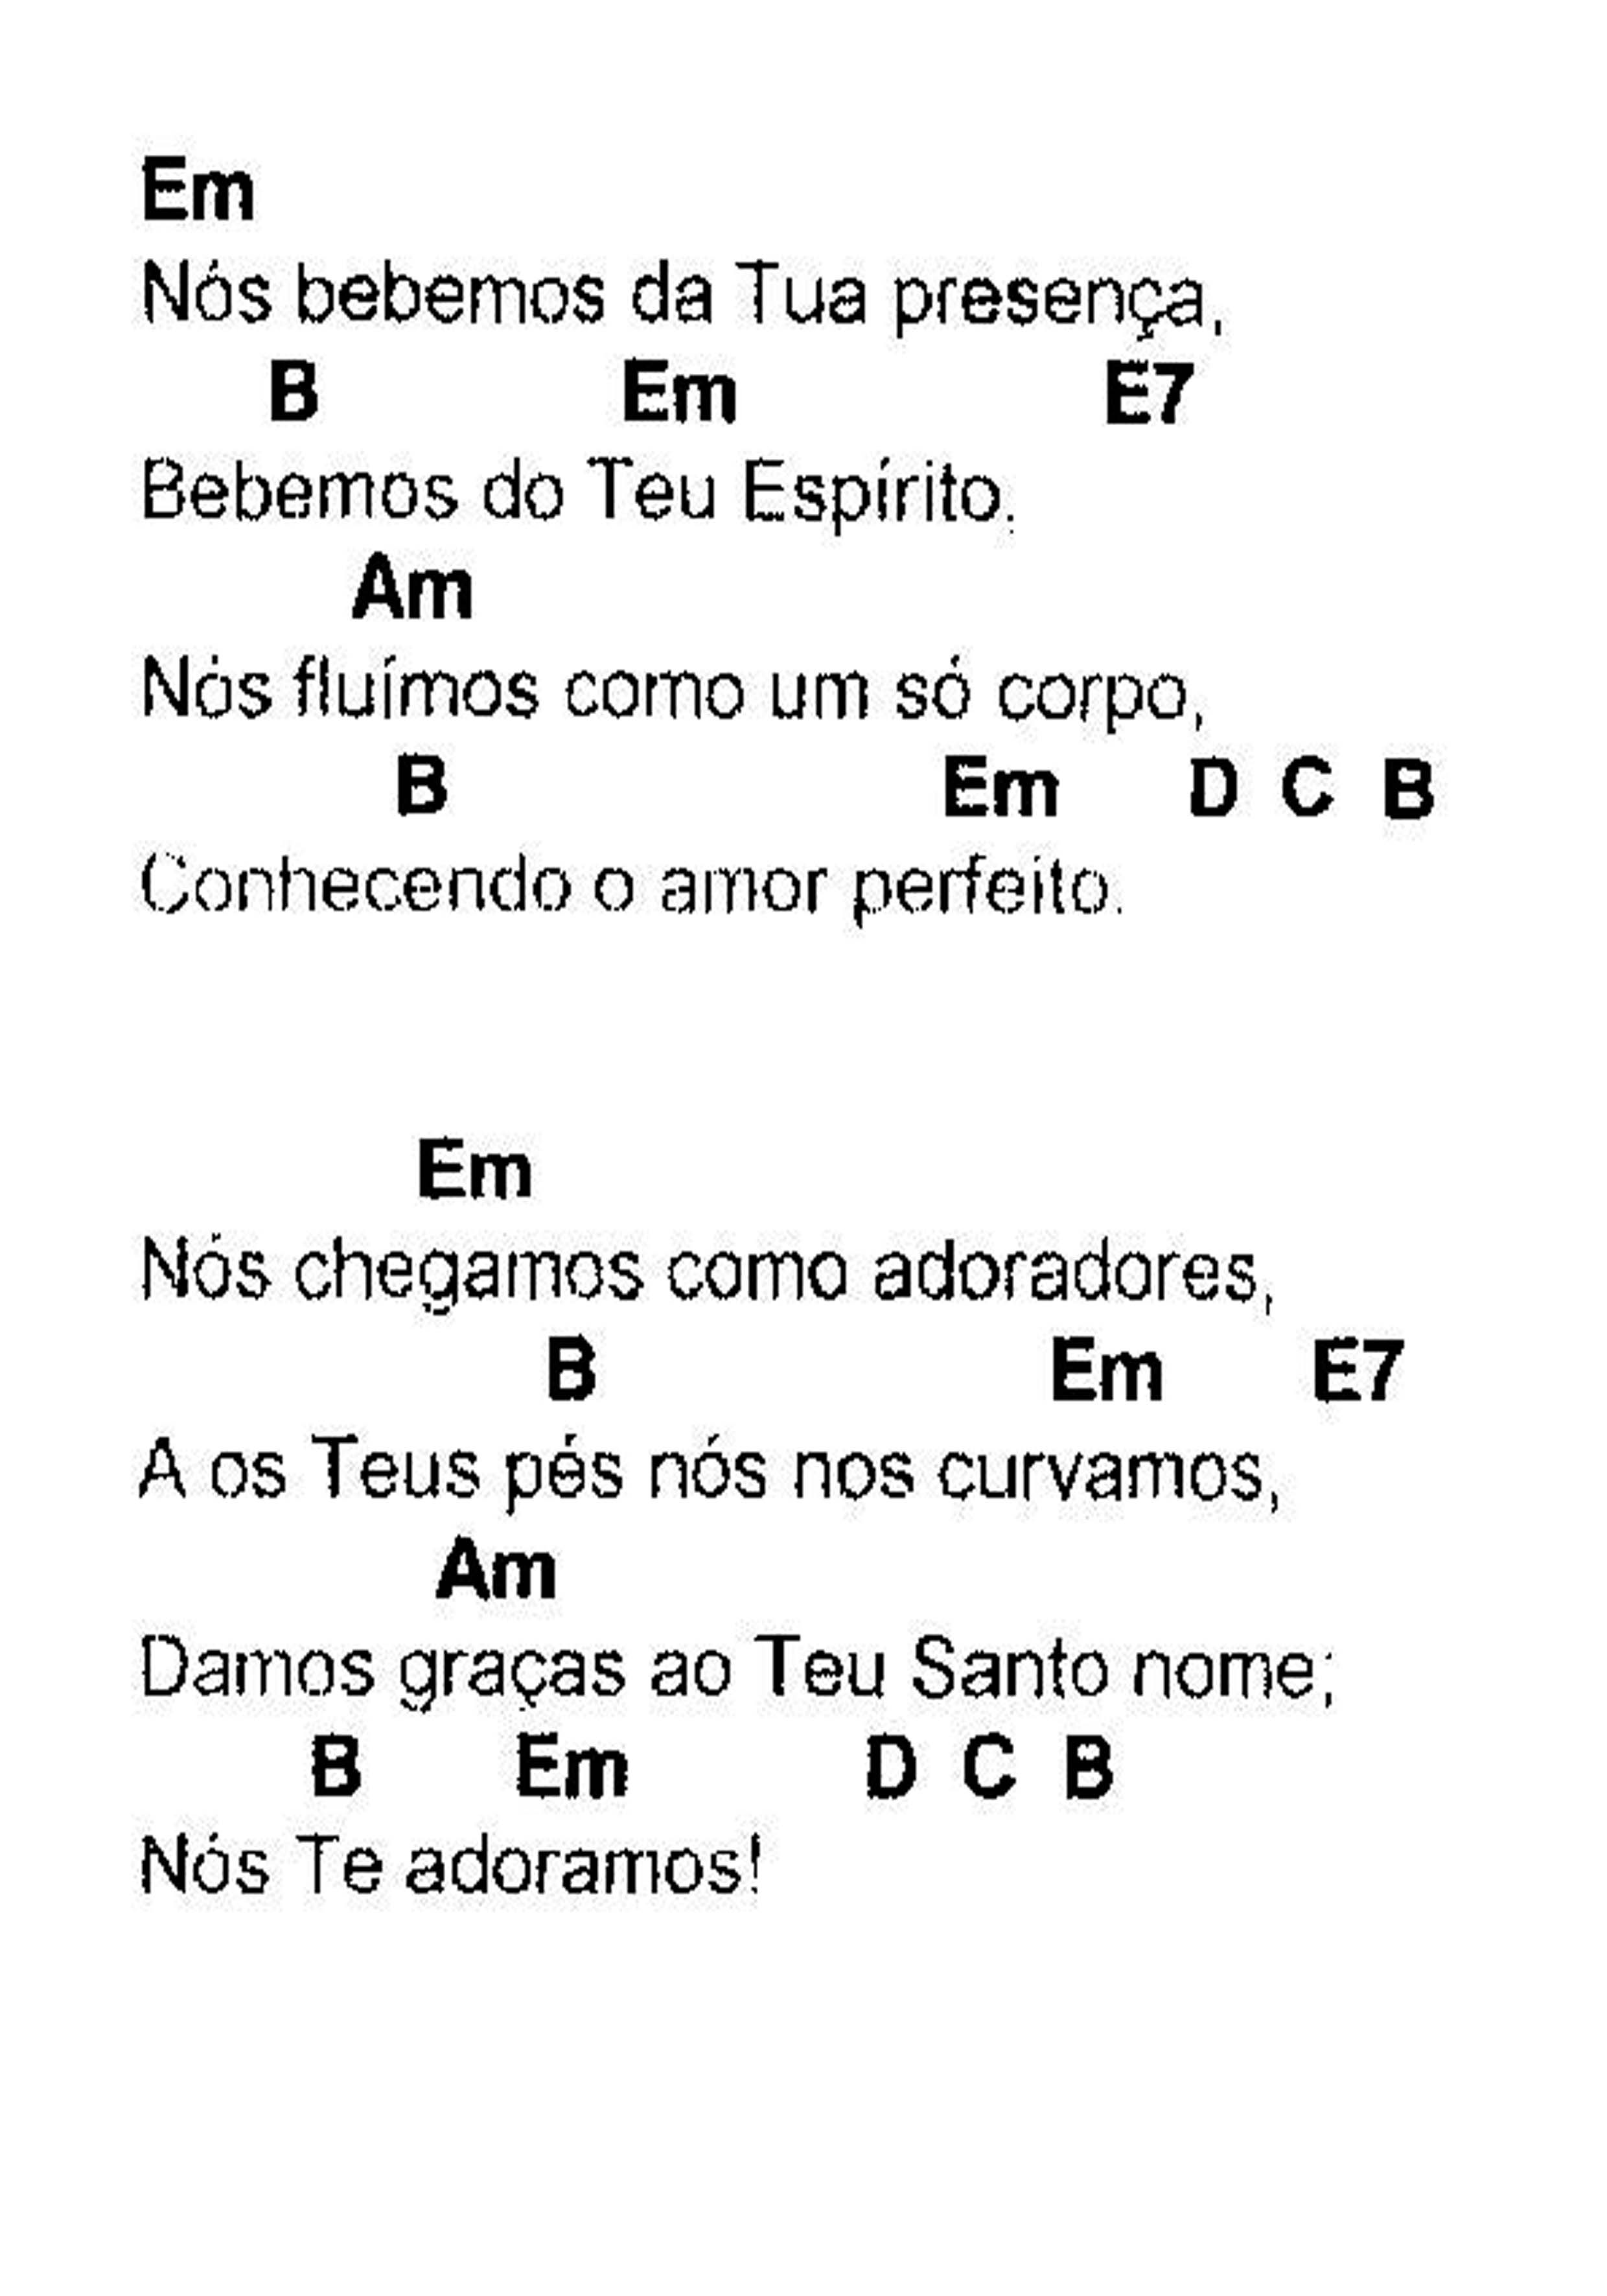 Em
Nós bebemos da Tua presença,
B Em E7
Bebemos do Teu Espírito.
Am
Nós fluímos como um só corpo,
B Em D C B
Conhecendo o amor perfeito.
Em
Nós chegamos como adoradores,
B Em E7
A os Teus pés nós nos curvamos,
Am
Damos graças ao Teu Santo nome;
B Em D C B
Nós Te adoramos!